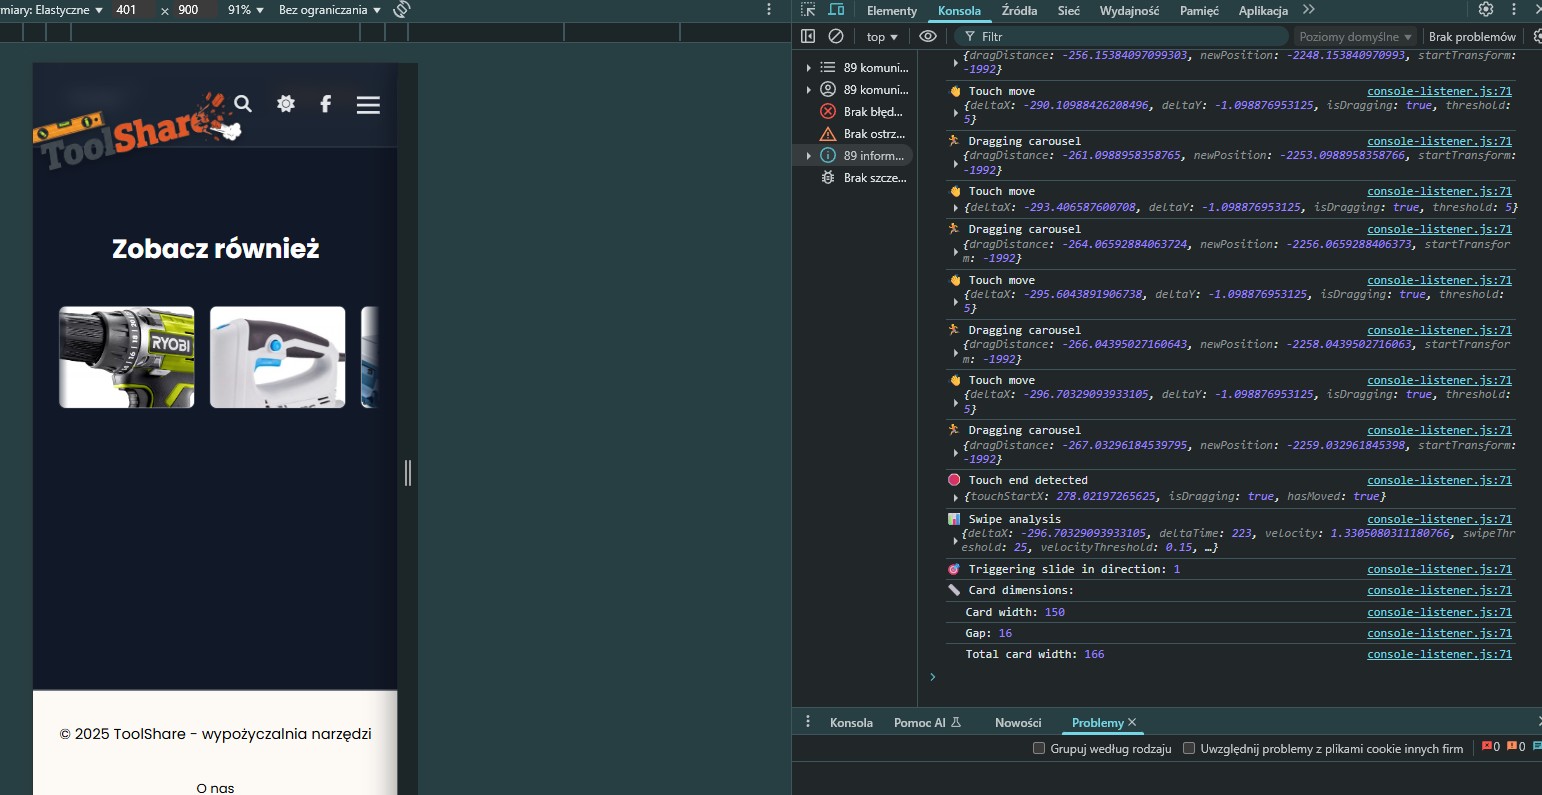 miary: Elastyczne ▼ 401 × 900 91% ▼ Bez ograniczania ▼
ToolShare
Zobacz również
RYOBI
© 2025 ToolShare - wypożyczalnia narzędzi
O nas
Elementy Konsola Źródła Sieć Wydajność Pamięć Aplikacja
top ▼ Filtr Poziomy domyślne ▼ Brak problemów
89 komuni...
89 komuni...
Brak błęd...
Brak ostrz...
89 inform...
Brak szcze...
{dragDistance: -256.15384097099303, newPosition: -2248.153840970993, startTransform:
-1992}
👋 Touch move console-listener.js:71
{deltaX: -290.10988426208496, deltaY: -1.098876953125, isDragging: true, threshold:
5}
🏃 Dragging carousel console-listener.js:71
{dragDistance: -261.0988958358765, newPosition: -2253.0988958358766, startTransform:
-1992}
👋 Touch move console-listener.js:71
{deltaX: -293.406587600708, deltaY: -1.098876953125, isDragging: true, threshold: 5}
🏃 Dragging carousel console-listener.js:71
{dragDistance: -264.06592884063724, newPosition: -2256.0659288406373, startTransfor
m: -1992}
👋 Touch move console-listener.js:71
{deltaX: -295.6043891906738, deltaY: -1.098876953125, isDragging: true, threshold:
5}
🏃 Dragging carousel console-listener.js:71
{dragDistance: -266.04395027160643, newPosition: -2258.0439502716063, startTransfor
m: -1992}
👋 Touch move console-listener.js:71
{deltaX: -296.70329093933105, deltaY: -1.098876953125, isDragging: true, threshold:
5}
🏃 Dragging carousel console-listener.js:71
{dragDistance: -267.03296184539795, newPosition: -2259.032961845398, startTransform:
-1992}
🔴 Touch end detected console-listener.js:71
{touchStartX: 278.02197265625, isDragging: true, hasMoved: true}
📊 Swipe analysis console-listener.js:71
{deltaX: -296.70329093933105, deltaTime: 223, velocity: 1.3305080311180766, swipeThr
eshold: 25, velocityThreshold: 0.15, …}
🎯 Triggering slide in direction: 1 console-listener.js:71
📏 Card dimensions: console-listener.js:71
Card width: 150 console-listener.js:71
Gap: 16 console-listener.js:71
Total card width: 166 console-listener.js:71
Konsola Pomoc AI Nowości Problemy ×
Grupuj według rodzaju Uwzględnij problemy z plikami cookie innych firm 0 0